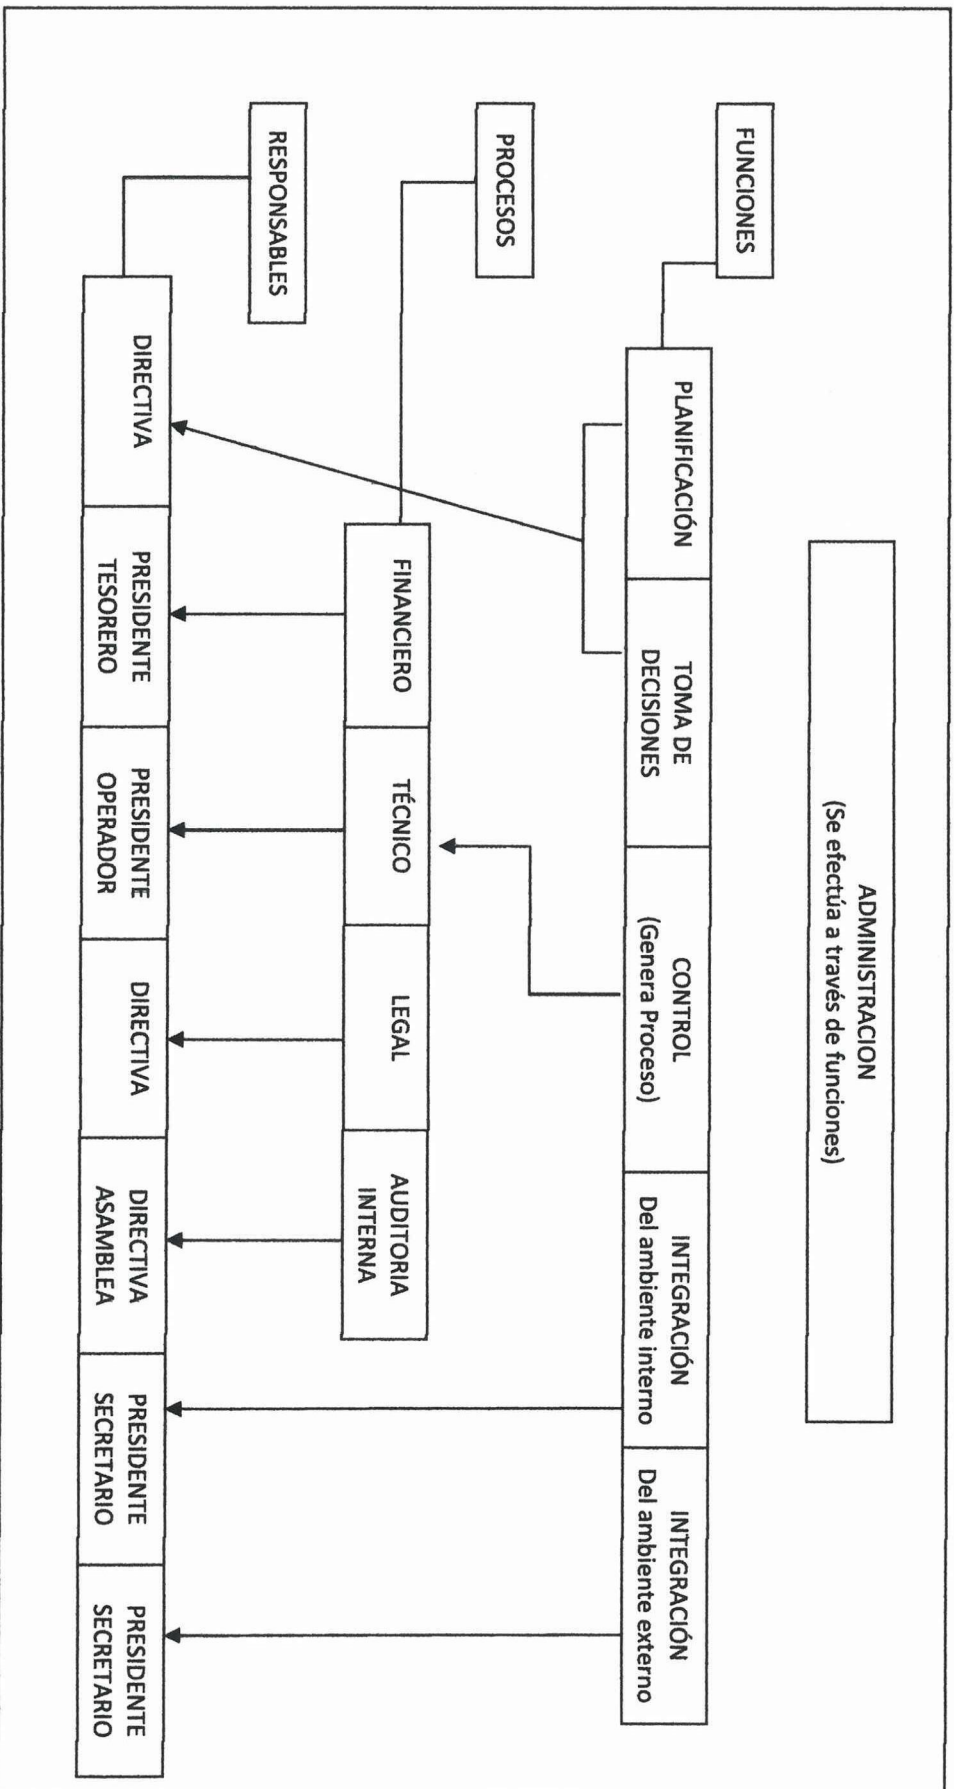 ADMINISTRACION
(Se efectúa a través de funciones)
FUNCIONES
PLANIFICACIÓN
TOMA DE
DECISIONES
CONTROL
(Genera Proceso)
INTEGRACIÓN
Del ambiente interno
INTEGRACIÓN
Del ambiente externo
PROCESOS
FINANCIERO
TÉCNICO
LEGAL
AUDITORIA
INTERNA
RESPONSABLES
DIRECTIVA
PRESIDENTE
TESORERO
PRESIDENTE
OPERADOR
DIRECTIVA
DIRECTIVA
ASAMBLEA
PRESIDENTE
SECRETARIO
PRESIDENTE
SECRETARIO